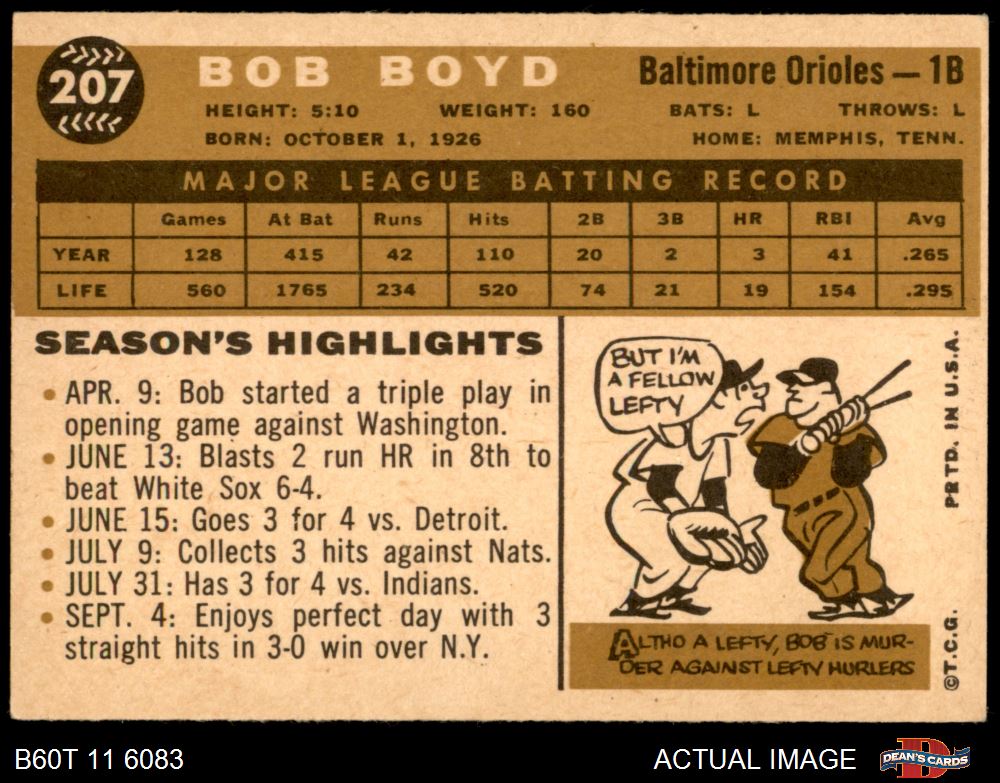 207
BOB BOYD
Baltimore Orioles — 1B
HEIGHT: 5:10 WEIGHT: 160 BATS: L THROWS: L
BORN: OCTOBER 1, 1926 HOME: MEMPHIS, TENN.
MAJOR LEAGUE BATTING RECORD
Games At Bat Runs Hits 2B 3B HR RBI Avg
YEAR 128 415 42 110 20 2 3 41 .265
LIFE 560 1765 234 520 74 21 19 154 .295
SEASON'S HIGHLIGHTS
• APR. 9: Bob started a triple play in
opening game against Washington.
• JUNE 13: Blasts 2 run HR in 8th to
beat White Sox 6-4.
• JUNE 15: Goes 3 for 4 vs. Detroit.
• JULY 9: Collects 3 hits against Nats.
• JULY 31: Has 3 for 4 vs. Indians.
• SEPT. 4: Enjoys perfect day with 3
straight hits in 3-0 win over N.Y.
BUT I'M
A FELLOW
LEFTY
ALTHO A LEFTY, BOB IS MUR-
DER AGAINST LEFTY HURLERS
©T.C.G. PRTD. IN U.S.A.
B60T 11 6083
ACTUAL IMAGE
D
DEAN'S CARDS